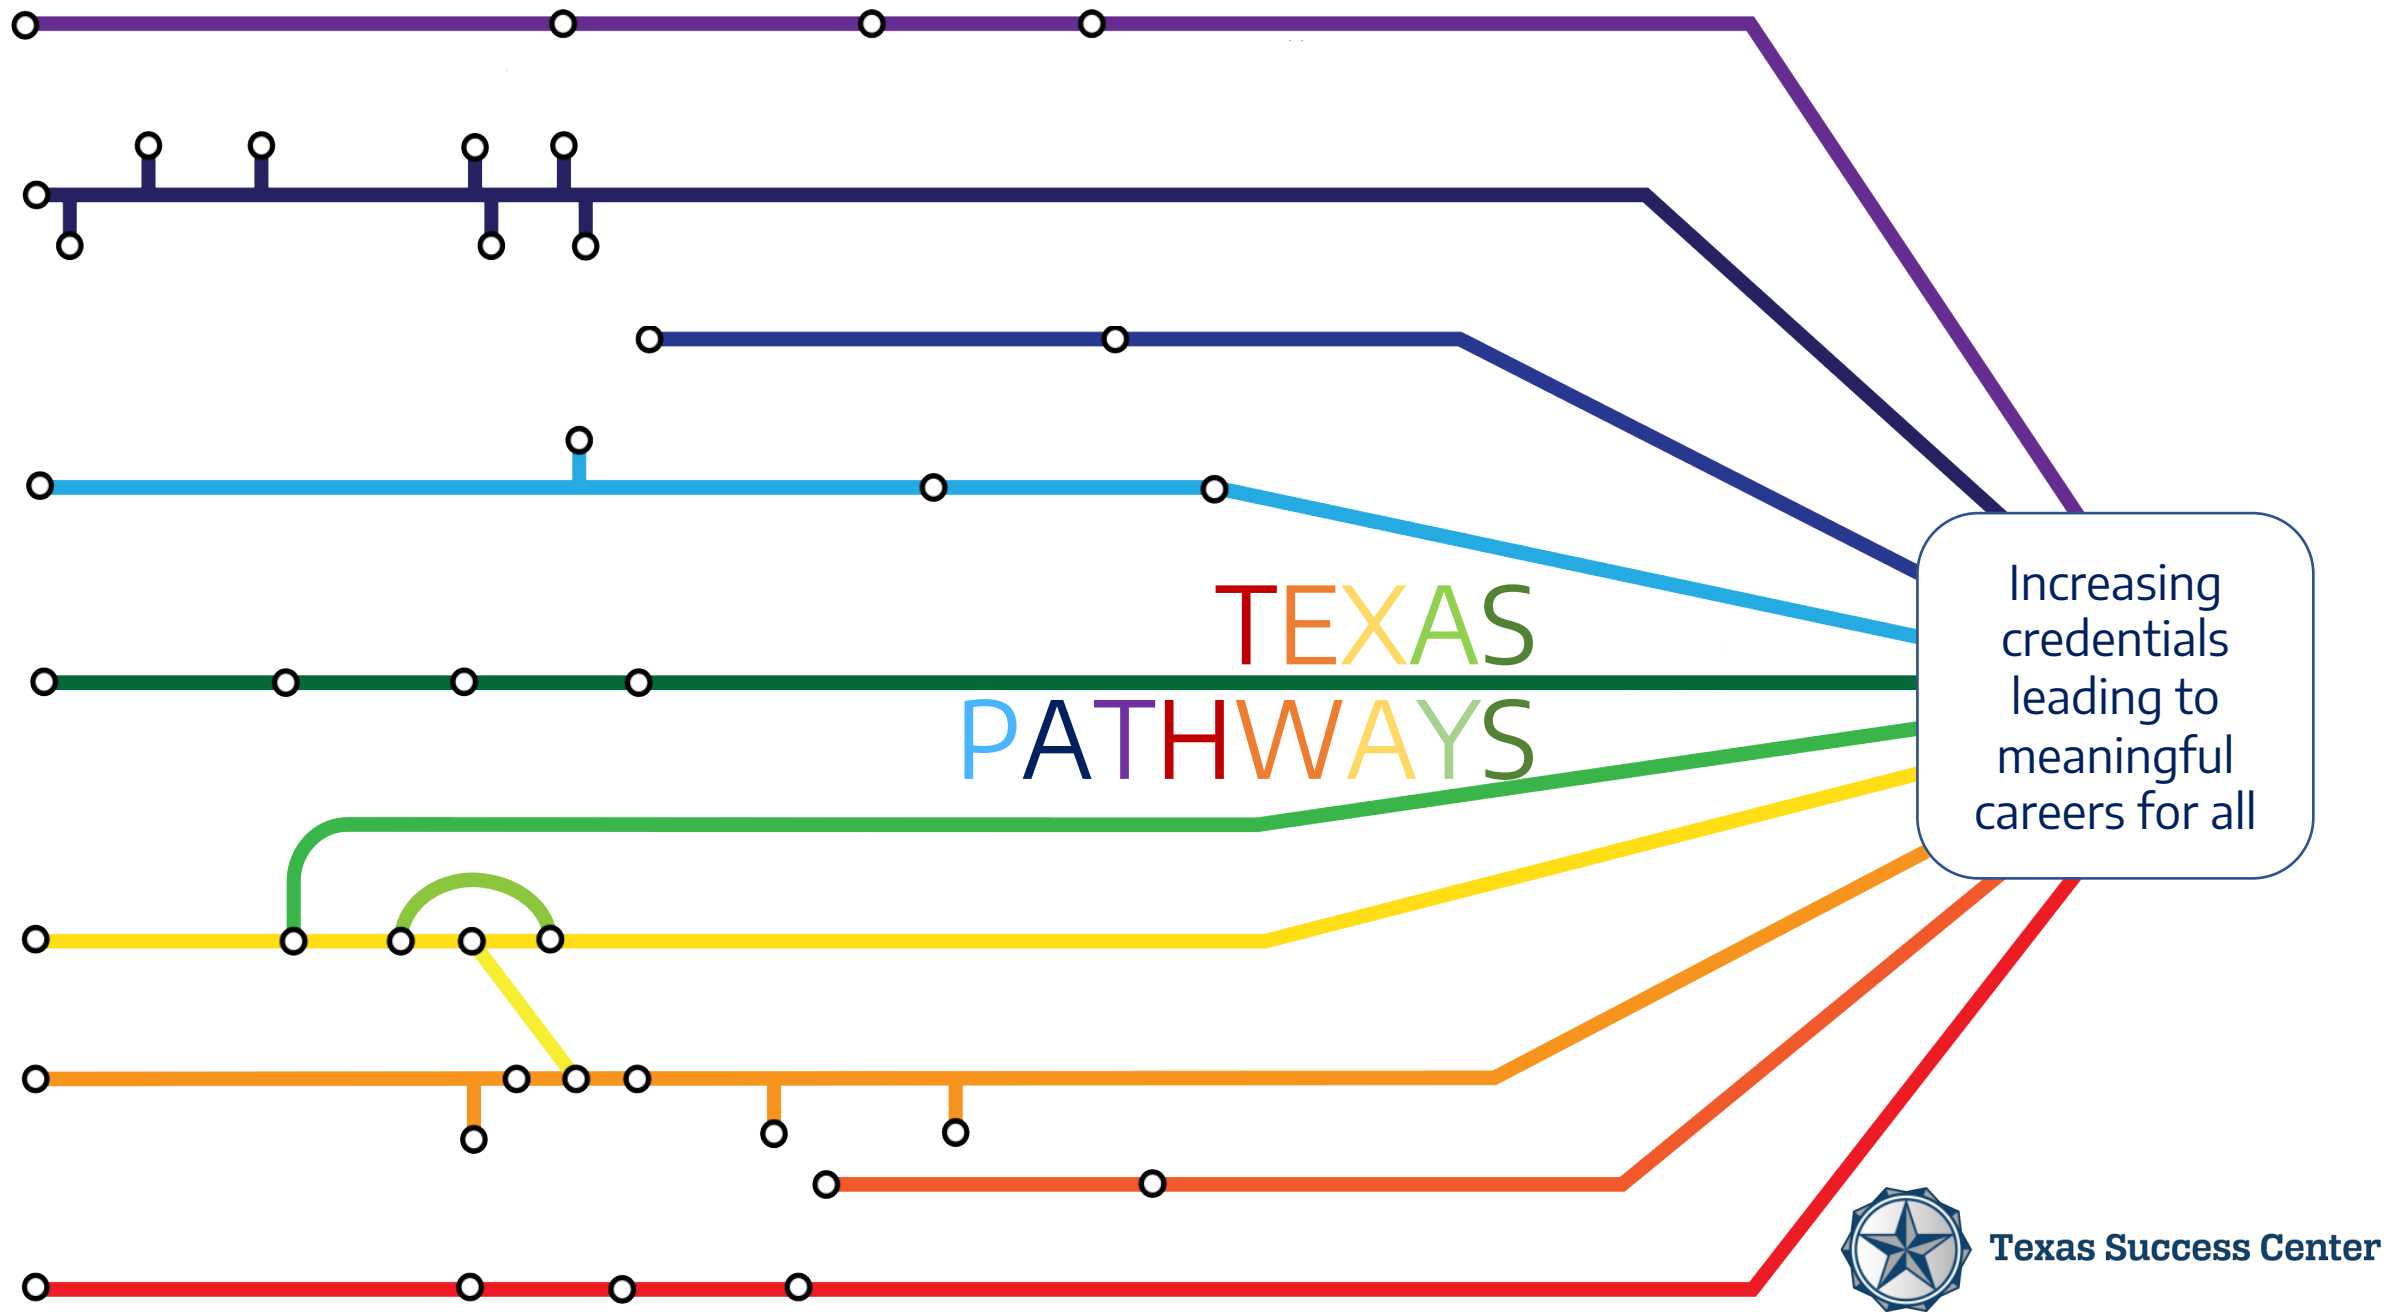 TEXAS
PATHWAYS
Increasing
credentials
leading to
meaningful
careers for all
Texas Success Center